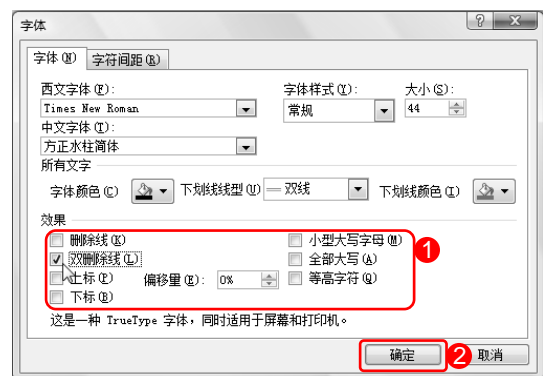 字体
字体(N) 字符间距(R)
西文字体(F): 字体样式(Y): 大小(S):
Times New Roman 常规 44
中文字体(T):
方正水柱简体
所有文字
字体颜色(C) 下划线线型(U) 双线 下划线颜色(I)
效果
删除线(K) 小型大写字母(M)
双删除线(L) 全部大写(A) 1
上标(P) 偏移量(E): 0% 等高字符(Q)
下标(B)
这是一种 TrueType 字体，同时适用于屏幕和打印机。
确定 2 取消